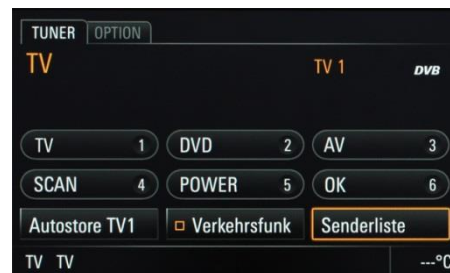 TUNER OPTION
TV TV 1 DVB
TV 1 DVD 2 AV 3
SCAN 4 POWER 5 OK 6
Autostore TV1 Verkehrsfunk Senderliste
TV TV ---°C